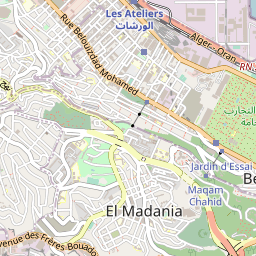 Les Ateliers
الورشات
Rue Belouizdad Mohamed
Alger - Oran
RN
El Madania
Jardin d'Essai
Maqam
Chahid
Be
venue des Frères Bouado